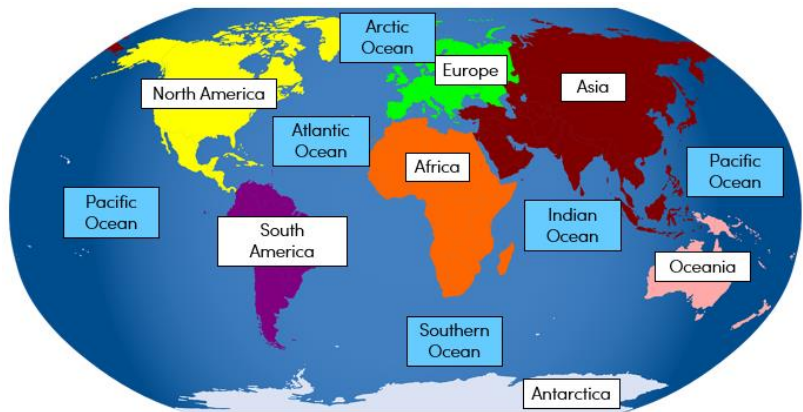 Arctic
Ocean
Europe
North America
Asia
Atlantic
Ocean
Africa
Pacific
Ocean
Pacific
Ocean
Indian
Ocean
South
America
Oceania
Southern
Ocean
Antarctica